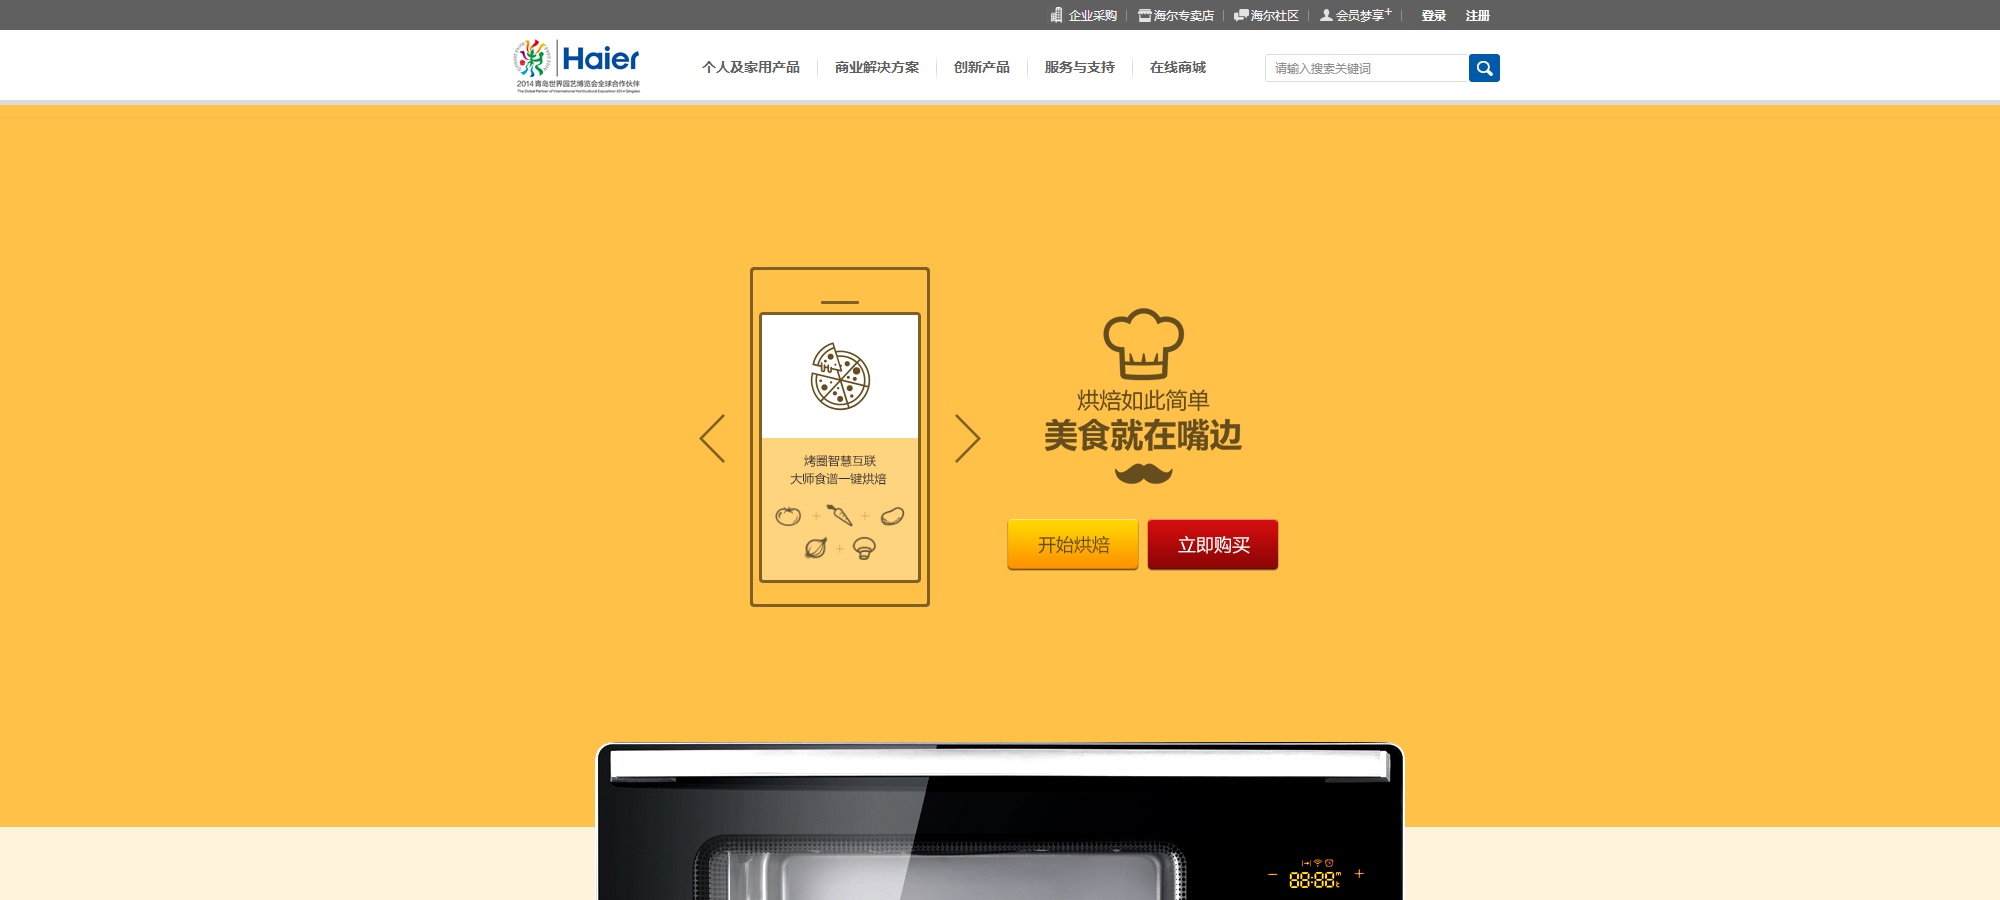 企业采购
海尔专卖店
海尔社区
会员梦享+
登录
注册
Haier
2014青岛世界园艺博览会全球合作伙伴
The Global Partner of International Horticultural Exposition 2014 Qingdao
个人及家用产品
商业解决方案
创新产品
服务与支持
在线商城
请输入搜索关键词
烘焙如此简单
美食就在嘴边
烤圈智慧互联
大师食谱一键烘焙
开始烘焙
立即购买
88:88